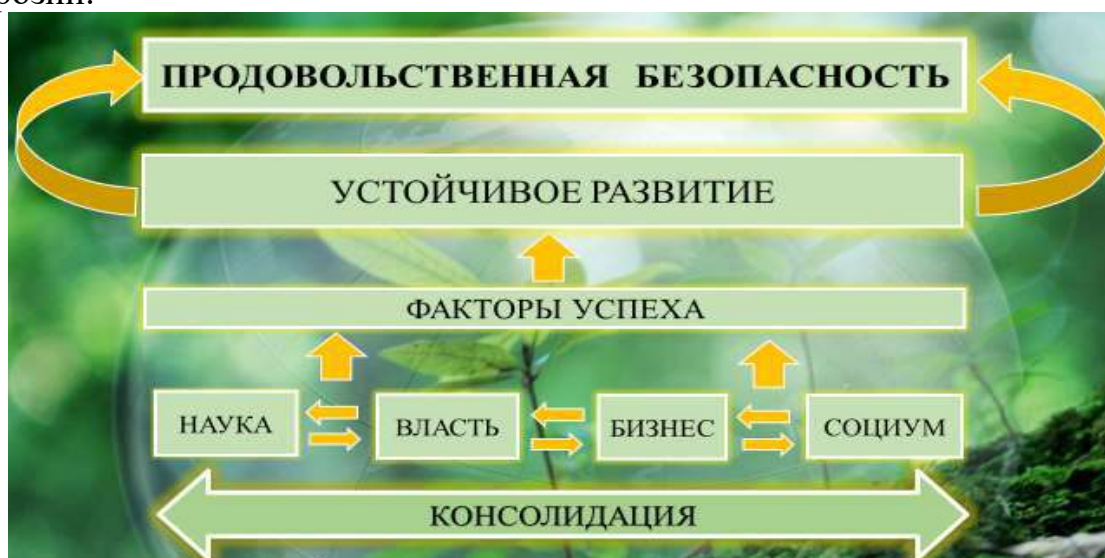 ПРОДОВОЛЬСТВЕННАЯ БЕЗОПАСНОСТЬ
УСТОЙЧИВОЕ РАЗВИТИЕ
ФАКТОРЫ УСПЕХА
НАУКА ВЛАСТЬ БИЗНЕС СОЦИУМ
КОНСОЛИДАЦИЯ